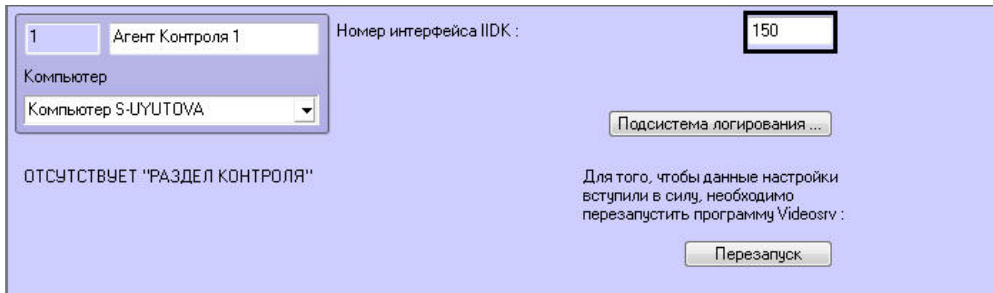 1
Агент Контроля 1
Номер интерфейса IIDK :
150
Компьютер
Компьютер S-UYUTOVA
Подсистема логирования ...
ОТСУТСТВУЕТ "РАЗДЕЛ КОНТРОЛЯ"
Для того, чтобы данные настройки
вступили в силу, необходимо
перезапустить программу Videosrv :
Перезапуск